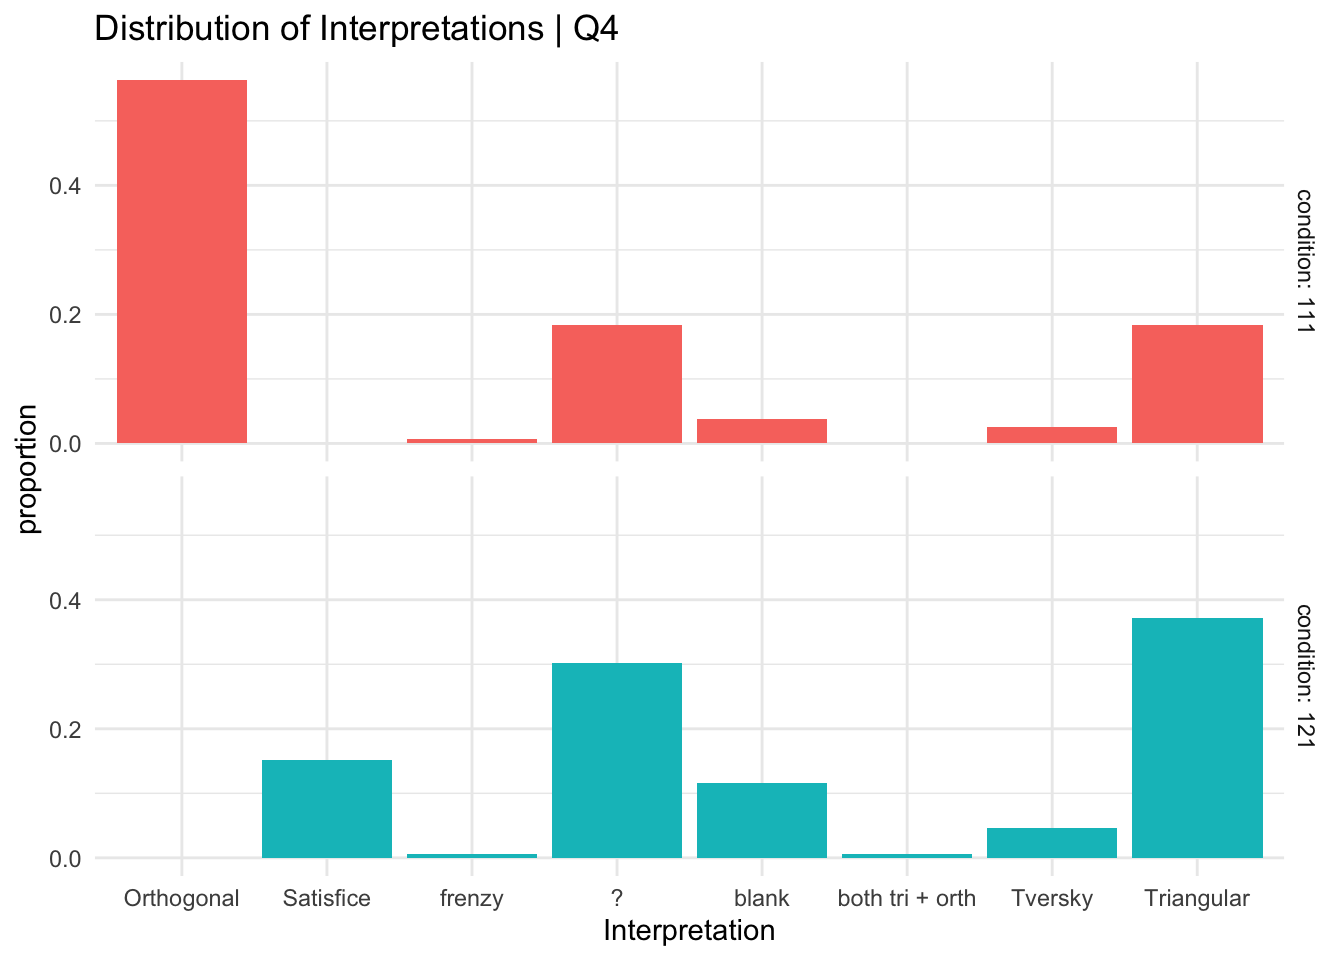 Distribution of Interpretations | Q4
proportion
0.4
0.2
0.0
condition: 111
0.4
0.2
0.0
condition: 121
Orthogonal Satisfice frenzy ? blank both tri + orth Tversky Triangular
Interpretation